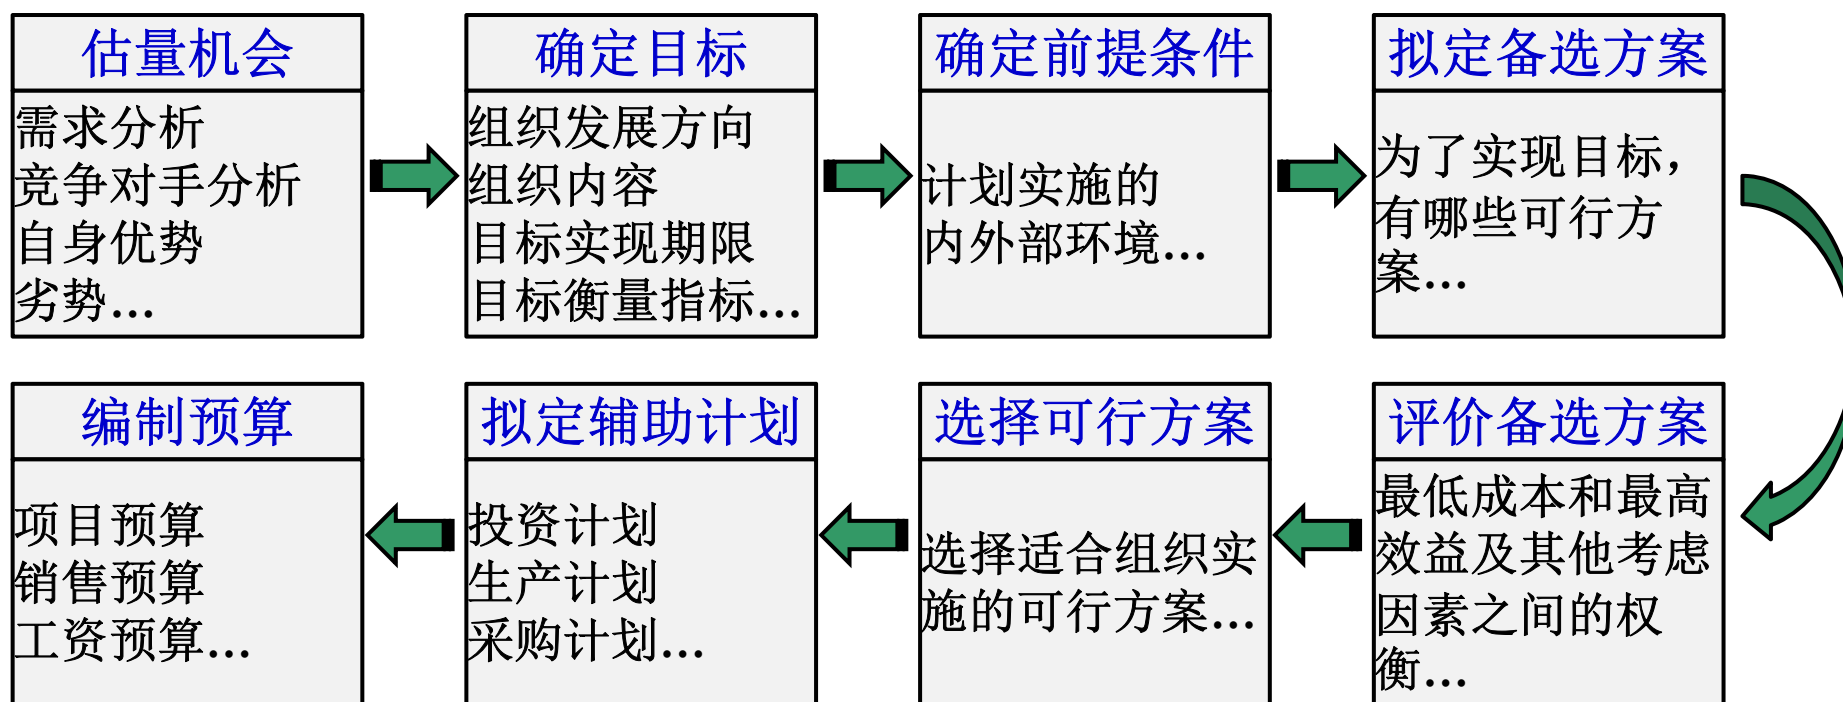 估量机会
需求分析
竞争对手分析
自身优势
劣势...
确定目标
组织发展方向
组织内容
目标实现期限
目标衡量指标...
确定前提条件
计划实施的
内外部环境...
拟定备选方案
为了实现目标，
有哪些可行方
案...
评价备选方案
最低成本和最高
效益及其他考虑
因素之间的权
衡...
选择可行方案
选择适合组织实
施的可行方案...
拟定辅助计划
投资计划
生产计划
采购计划...
编制预算
项目预算
销售预算
工资预算...